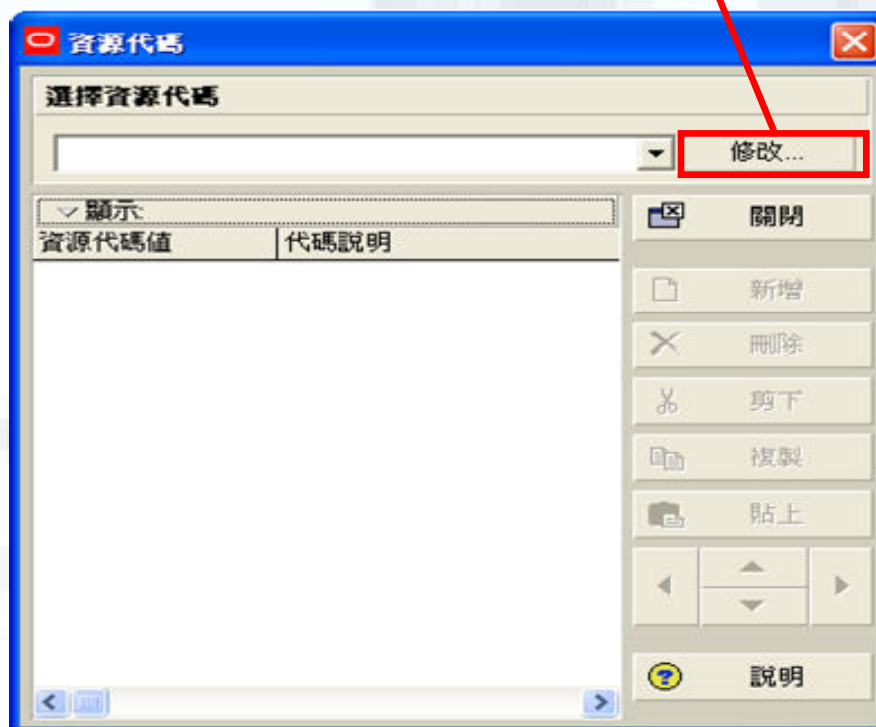 資源代碼
選擇資源代碼
修改...
顯示:
資源代碼值 代碼說明
關閉
新增
刪除
剪下
複製
貼上
說明